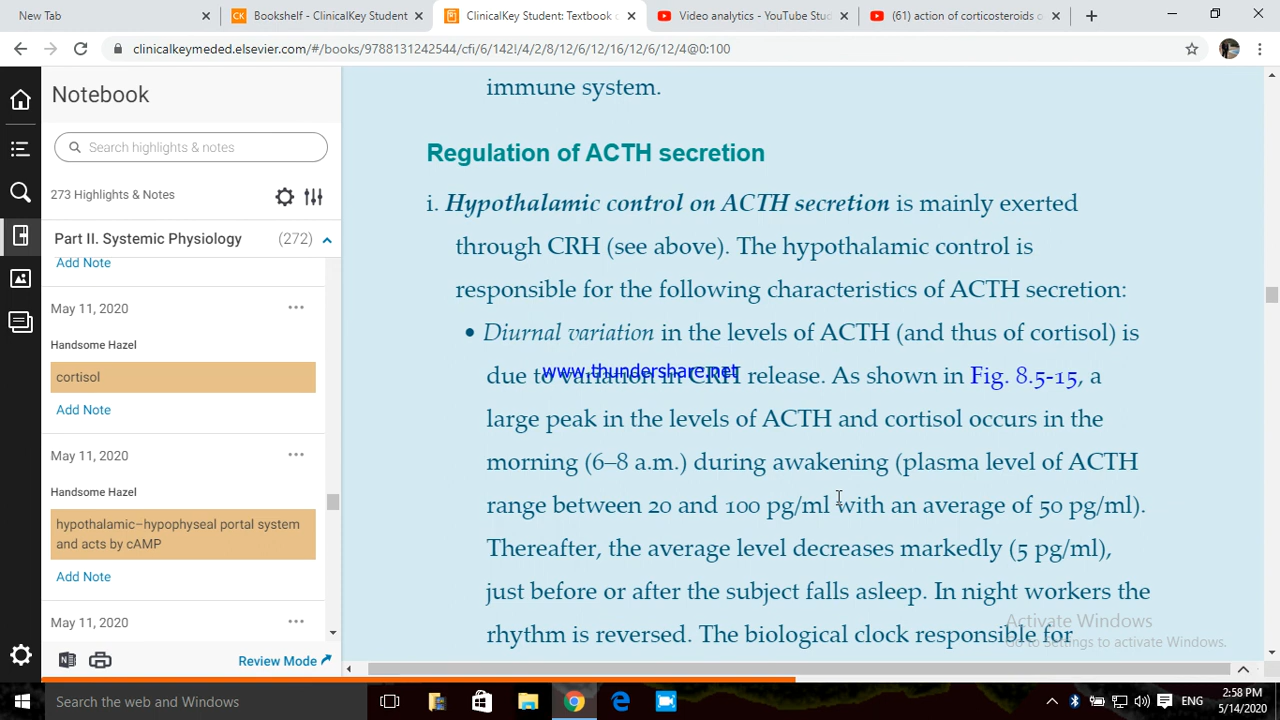 New Tab
Bookshelf - ClinicalKey Student
ClinicalKey Student: Textbook
Video analytics - YouTube Stu
(61) action of corticosteroids
clinicalkeymeded.elsevier.com/#/books/9788131242544/cfi/6/142!/4/2/8/12/6/12/16/12/6/12/4@0:100
Notebook
Search highlights & notes
273 Highlights & Notes
Part II. Systemic Physiology (272)
Add Note
May 11, 2020
Handsome Hazel
cortisol
Add Note
May 11, 2020
Handsome Hazel
hypothalamic–hypophyseal portal system
and acts by cAMP
Add Note
May 11, 2020
Review Mode
immune system.
Regulation of ACTH secretion
i. Hypothalamic control on ACTH secretion is mainly exerted
through CRH (see above). The hypothalamic control is
responsible for the following characteristics of ACTH secretion:
• Diurnal variation in the levels of ACTH (and thus of cortisol) is
due to variation in CRH release. As shown in Fig. 8.5-15, a
www.thundershare.net
large peak in the levels of ACTH and cortisol occurs in the
morning (6–8 a.m.) during awakening (plasma level of ACTH
range between 20 and 100 pg/ml with an average of 50 pg/ml).
Thereafter, the average level decreases markedly (5 pg/ml),
just before or after the subject falls asleep. In night workers the
rhythm is reversed. The biological clock responsible for
Activate Windows
Go to Settings to activate Windows.
Search the web and Windows
ENG
2:58 PM
5/14/2020